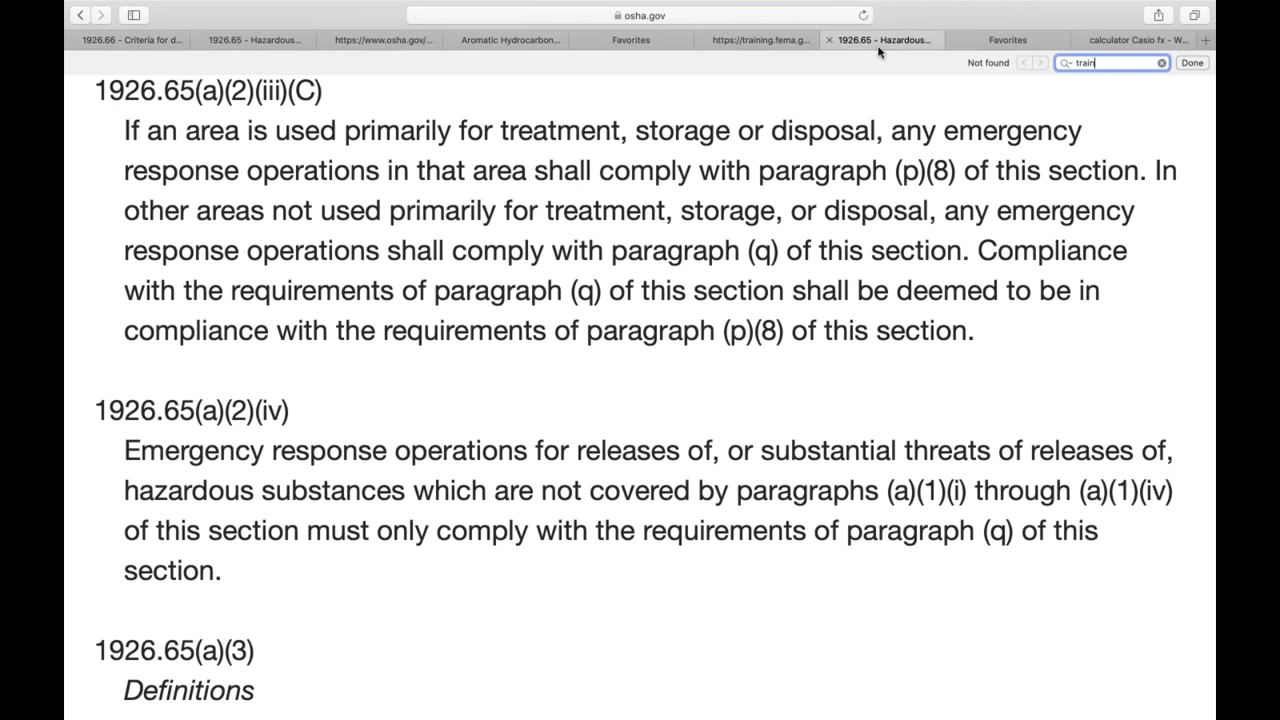 osha.gov
1926.66 - Criteria for d...
1926.65 - Hazardous...
https://www.osha.gov/...
Aromatic Hydrocarbon...
Favorites
https://training.fema.g...
1926.65 - Hazardous...
Favorites
calculator Casio fx - W...
Not found
train
Done
1926.65(a)(2)(iii)(C)
If an area is used primarily for treatment, storage or disposal, any emergency
response operations in that area shall comply with paragraph (p)(8) of this section. In
other areas not used primarily for treatment, storage, or disposal, any emergency
response operations shall comply with paragraph (q) of this section. Compliance
with the requirements of paragraph (q) of this section shall be deemed to be in
compliance with the requirements of paragraph (p)(8) of this section.
1926.65(a)(2)(iv)
Emergency response operations for releases of, or substantial threats of releases of,
hazardous substances which are not covered by paragraphs (a)(1)(i) through (a)(1)(iv)
of this section must only comply with the requirements of paragraph (q) of this
section.
1926.65(a)(3)
Definitions